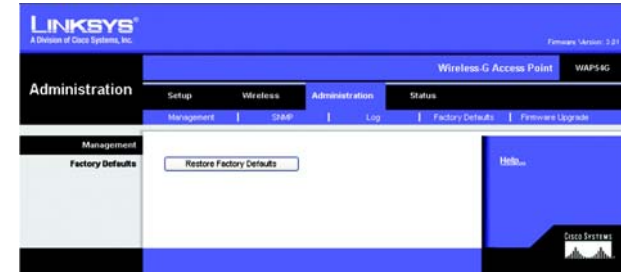 LINKSYS®
A Division of Cisco Systems, Inc.
Firmware Version: 3.01
Wireless-G Access Point WAP54G
Administration
Setup Wireless Administration Status
Management | SNMP | Log | Factory Defaults | Firmware Upgrade
Management
Factory Defaults
Restore Factory Defaults
Help...
CISCO SYSTEMS